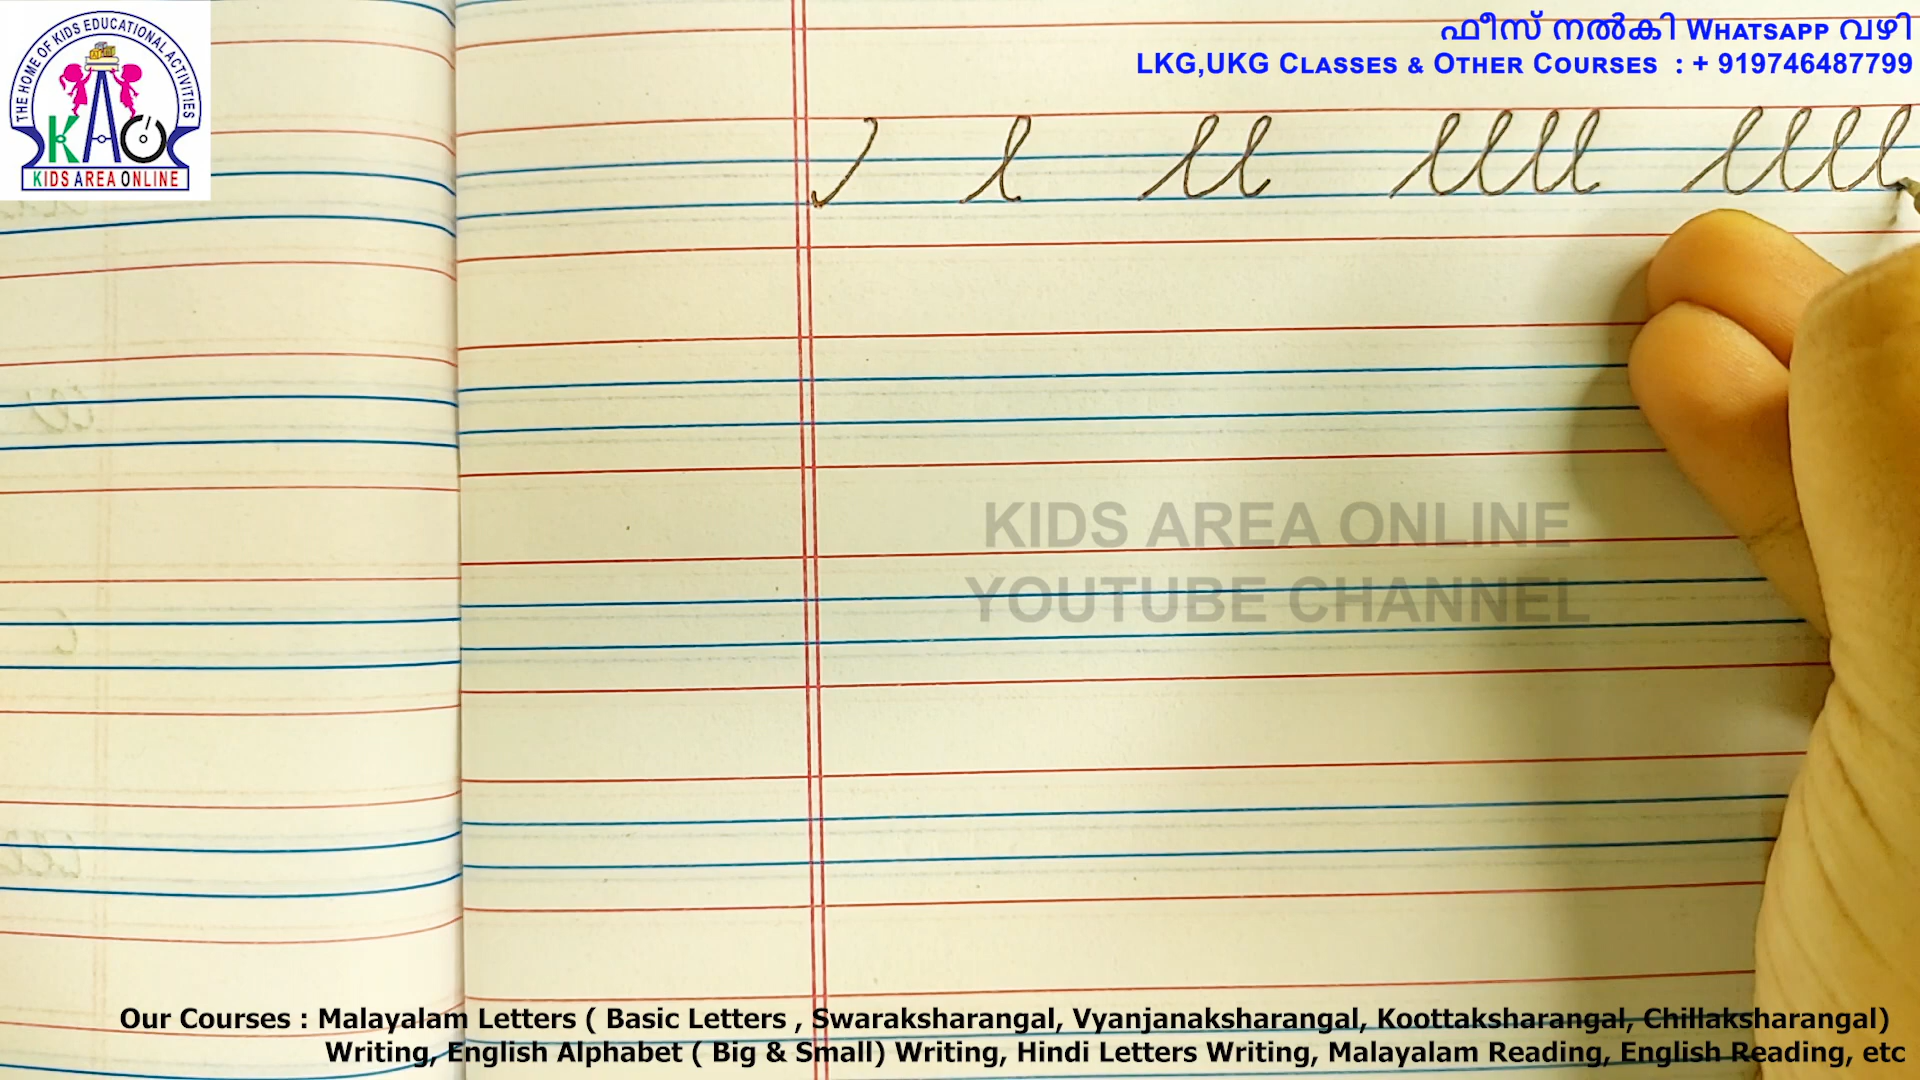 THE HOME OF KIDS EDUCATIONAL ACTIVITIES
KAO
KIDS AREA ONLINE
ഫീസ് നൽകി WHATSAPP വഴി
LKG,UKG CLASSES & OTHER COURSES : + 919746487799
l ll llll llll
KIDS AREA ONLINE
YOUTUBE CHANNEL
Our Courses : Malayalam Letters ( Basic Letters , Swaraksharangal, Vyanjanaksharangal, Koottaksharangal, Chillaksharangal)
Writing, English Alphabet ( Big & Small) Writing, Hindi Letters Writing, Malayalam Reading, English Reading, etc